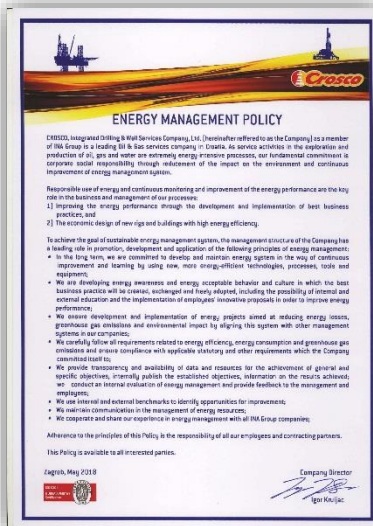 Crosco
ENERGY MANAGEMENT POLICY
CROSCO, Integrated Drilling & Well Services Company, Ltd. (hereinafter reffered to as the Company) as a member
of INA Group is a leading Oil & Gas services company in Croatia. As service activities in the exploration and
production of oil, gas and water are extremely energy-intensive processes, our fundamental commitment is
corporate social responsibility through reducement of the impact on the environment and continuous
improvement of energy management system.
Responsible use of energy and continuous monitoring and improvement of the energy performance are the key
role in the business and management of our processes:
1) Improving the energy performance through the development and implementation of best business
practices, and
2) The economic design of new rigs and buildings with high energy efficiency.
To achieve the goal of sustainable energy management system, the management structure of the Company has
a leading role in promotion, development and application of the following principles of energy management:
• In the long term, we are committed to develop and maintain energy system in the way of continuous
improvement and learning by using new, more energy-efficient technologies, processes, tools and
equipment;
• We are developing energy awareness and energy acceptable behavior and culture in which the best
business practice will be created, exchanged and freely adopted, including the possibility of internal and
external education and the implementation of employees' innovative proposals in order to improve energy
performance;
• We ensure development and implementation of energy projects aimed at reducing energy losses,
greenhouse gas emissions and environmental impact by aligning this system with other management
systems in our companies;
• We carefully follow all requirements related to energy efficiency, energy consumption and greenhouse gas
emissions and ensure compliance with applicable statutory and other requirements which the Company
committed itself to;
• We provide transparency and availability of data and resources for the achievement of general and
specific objectives, internally publish the established objectives, information on the results achieved;
we conduct an internal evaluation of energy management and provide feedback to the management and
employees;
• We use internal and external benchmarks to identify opportunities for improvement;
• We maintain communication in the management of energy resources;
• We cooperate and share our experience in energy management with all INA Group companies;
Adherence to the principles of this Policy is the responsibility of all our employees and contracting partners.
This Policy is available to all interested parties.
Zagreb, May 2018
Company Director
Igor Kruljac